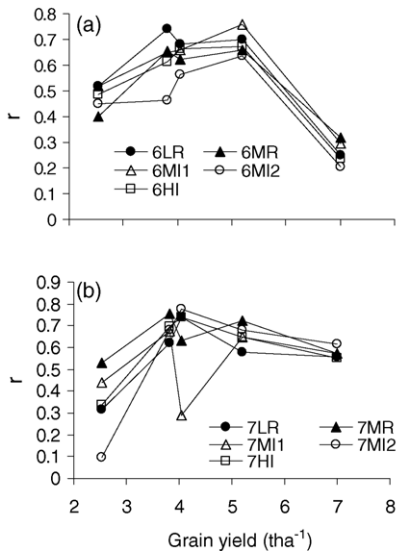 (a)
0.8
0.7
0.6
0.5
0.4
0.3
0.2
0.1
0
r
6LR 6MR
6MI1 6MI2
6HI
(b)
0.9
0.8
0.7
0.6
0.5
0.4
0.3
0.2
0.1
0
r
7LR 7MR
7MI1 7MI2
7HI
2 3 4 5 6 7 8
Grain yield (tha⁻¹)